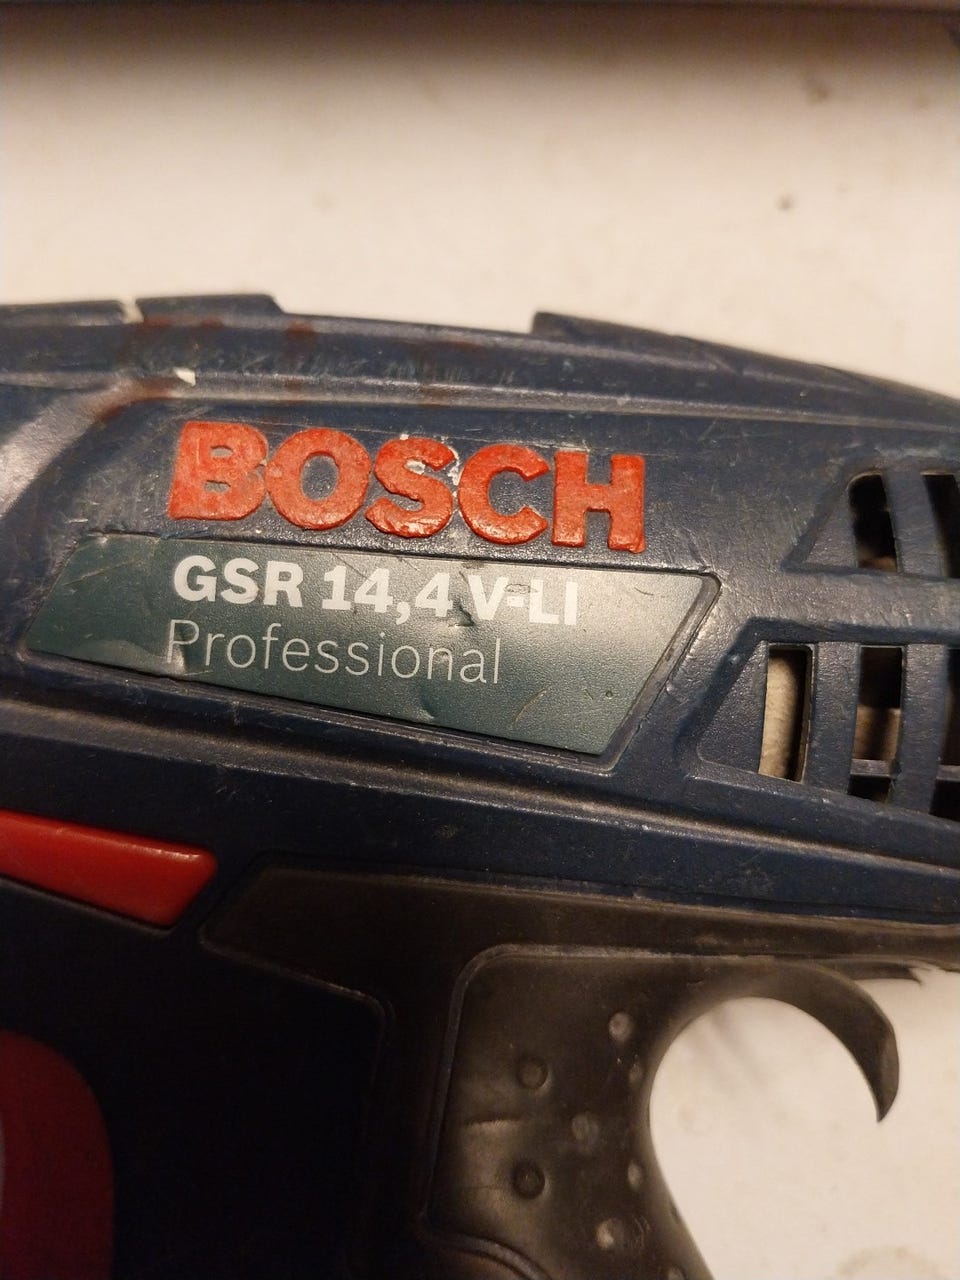 BOSCH
GSR 14,4 V-LI
Professional